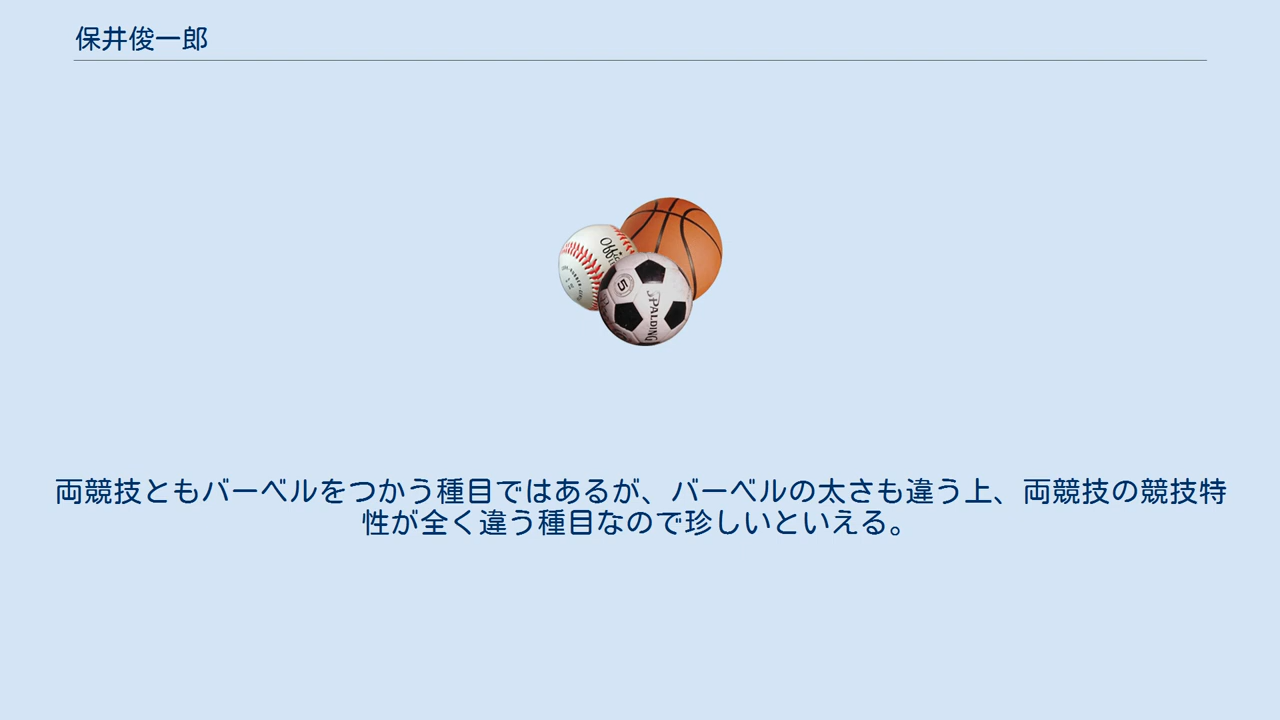 保井俊一郎
Offic
5
SPALDING
両競技ともバーベルをつかう種目ではあるが、バーベルの太さも違う上、両競技の競技特
性が全く違う種目なので珍しいといえる。